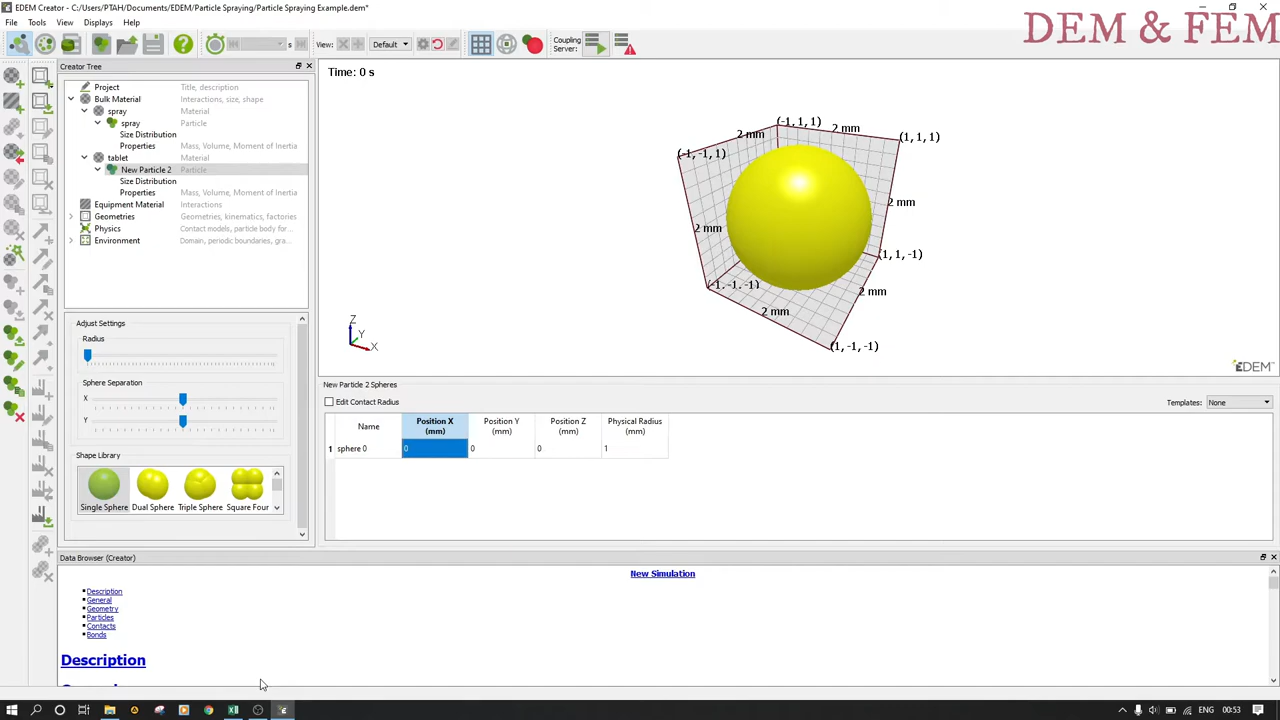 EDEM Creator - C:/Users/PTAH/Documents/EDEM/Particle Spraying/Particle Spraying Example.dem*
DEM & FEM
File Tools View Displays Help
s View: Default Coupling Server:
Creator Tree
Project Title, description
Bulk Material Interactions, size, shape
spray Material
spray Particle
Size Distribution
Properties Mass, Volume, Moment of Inertia
tablet Material
New Particle 2 Particle
Size Distribution
Properties Mass, Volume, Moment of Inertia
Equipment Material Interactions
Geometries Geometries, kinematics, factories
Physics Contact models, particle body for...
Environment Domain, periodic boundaries, gra...
Time: 0 s
(-1,1,1)
2 mm 2 mm
(1,1,1)
(-1,-1,1)
2 mm
2 mm
(1,1,-1)
(-1,-1,-1)
2 mm
2 mm
(1,-1,-1)
Z
Y
X
EDEM
Adjust Settings
Radius
Sphere Separation
X
Y
Shape Library
Single Sphere Dual Sphere Triple Sphere Square Four
New Particle 2 Spheres
Edit Contact Radius
Templates: None
Name Position X (mm) Position Y (mm) Position Z (mm) Physical Radius (mm)
1 sphere 0 0 0 0 1
Data Browser (Creator)
New Simulation
Description
General
Geometry
Particles
Contacts
Bonds
Description
ENG 00:53